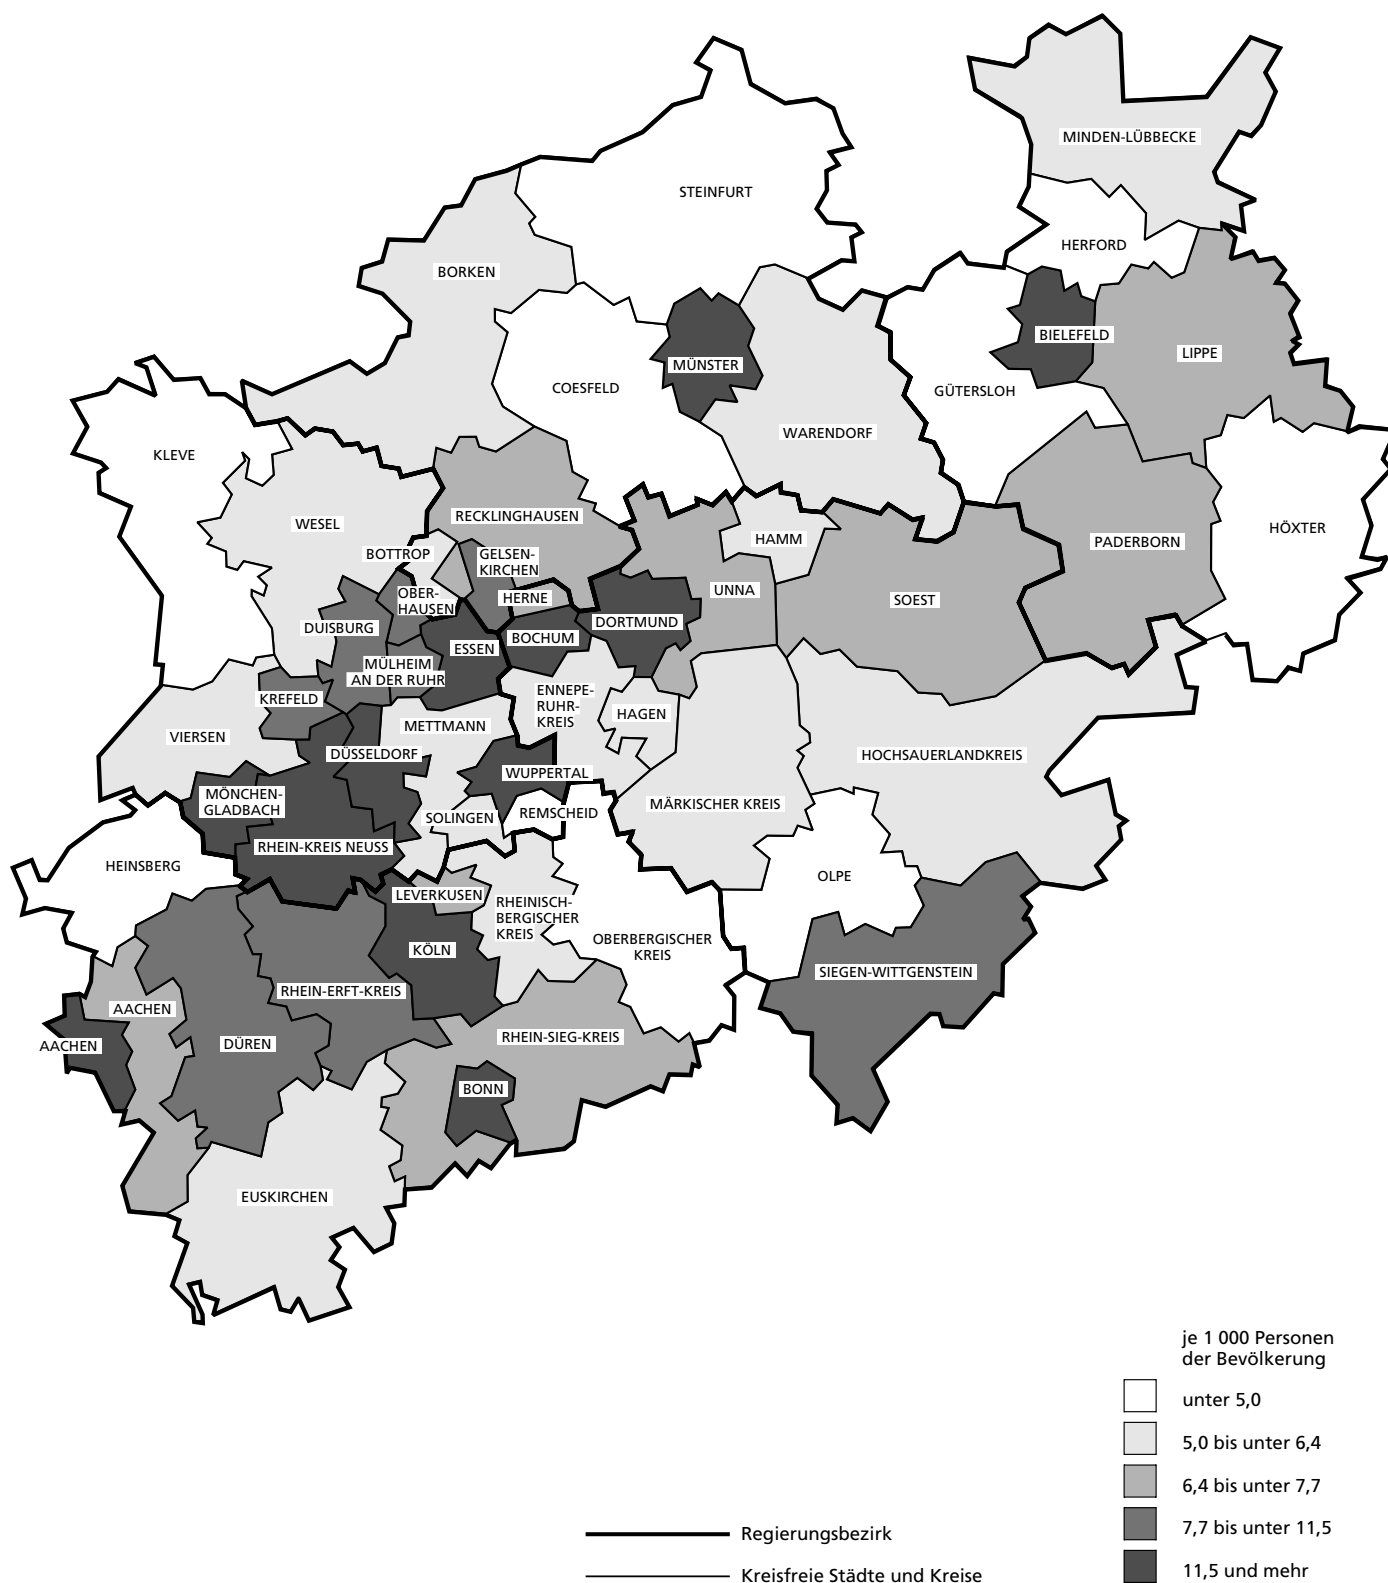 MINDEN-LÜBBECKE
STEINFURT
HERFORD
BORKEN
BIELEFELD
LIPPE
MÜNSTER
COESFELD
GÜTERSLOH
WARENDORF
KLEVE
RECKLINGHAUSEN
WESEL
HÖXTER
HAMM
PADERBORN
BOTTROP
GELSEN-
KIRCHEN
UNNA
OBER-
HAUSEN
HERNE
SOEST
DORTMUND
DUISBURG
BOCHUM
ESSEN
MÜLHEIM
AN DER RUHR
KREFELD
ENNEPE-
RUHR-
KREIS
HAGEN
METTMANN
VIERSEN
DÜSSELDORF
HOCHSAUERLANDKREIS
WUPPERTAL
MÖNCHEN-
GLADBACH
MÄRKISCHER KREIS
SOLINGEN
REMSCHEID
RHEIN-KREIS NEUSS
HEINSBERG
OLPE
LEVERKUSEN
RHEINISCH-
BERGISCHER
KREIS
OBERBERGISCHER
KREIS
KÖLN
SIEGEN-WITTGENSTEIN
RHEIN-ERFT-KREIS
AACHEN
RHEIN-SIEG-KREIS
AACHEN
DÜREN
BONN
EUSKIRCHEN
je 1 000 Personen
der Bevölkerung
unter 5,0
5,0 bis unter 6,4
6,4 bis unter 7,7
7,7 bis unter 11,5
11,5 und mehr
Regierungsbezirk
Kreisfreie Städte und Kreise